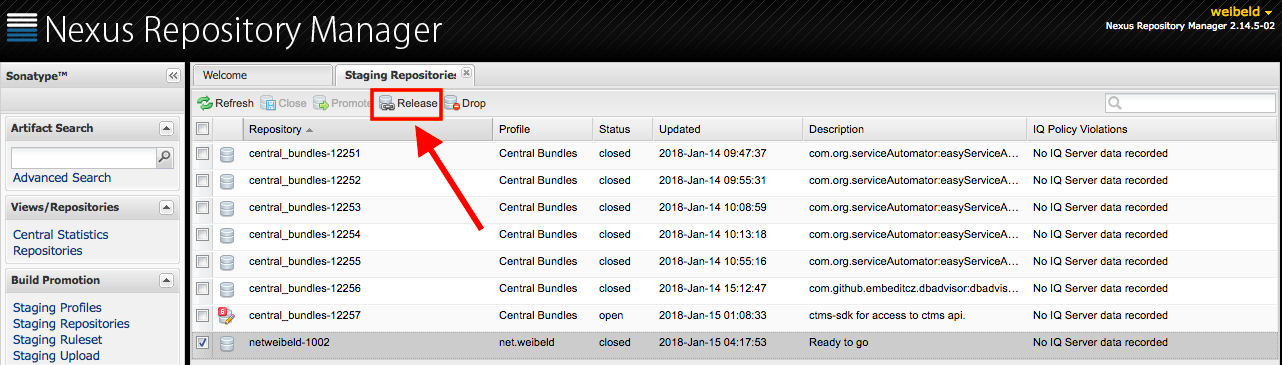 weibeld
Nexus Repository Manager
Nexus Repository Manager 2.14.5-02
Sonatype™
Welcome
Staging Repositories
Refresh Close Promote Release Drop
Artifact Search
Advanced Search
Views/Repositories
Central Statistics
Repositories
Build Promotion
Staging Profiles
Staging Repositories
Staging Ruleset
Staging Upload
Repository Profile Status Updated Description IQ Policy Violations
central_bundles-12251 Central Bundles closed 2018-Jan-14 09:47:37 com.org.serviceAutomator:easyServiceA... No IQ Server data recorded
central_bundles-12252 Central Bundles closed 2018-Jan-14 09:55:31 com.org.serviceAutomator:easyServiceA... No IQ Server data recorded
central_bundles-12253 Central Bundles closed 2018-Jan-14 10:08:59 com.org.serviceAutomator:easyServiceA... No IQ Server data recorded
central_bundles-12254 Central Bundles closed 2018-Jan-14 10:13:18 com.org.serviceAutomator:easyServiceA... No IQ Server data recorded
central_bundles-12255 Central Bundles closed 2018-Jan-14 10:55:16 com.org.serviceAutomator:easyServiceA... No IQ Server data recorded
central_bundles-12256 Central Bundles closed 2018-Jan-14 15:12:47 com.github.embeditcz.dbadvisor:dbadvis... No IQ Server data recorded
6 central_bundles-12257 Central Bundles open 2018-Jan-15 01:08:33 ctms-sdk for access to ctms api. No IQ Server data recorded
netweibeld-1002 net.weibeld closed 2018-Jan-15 04:17:53 Ready to go No IQ Server data recorded